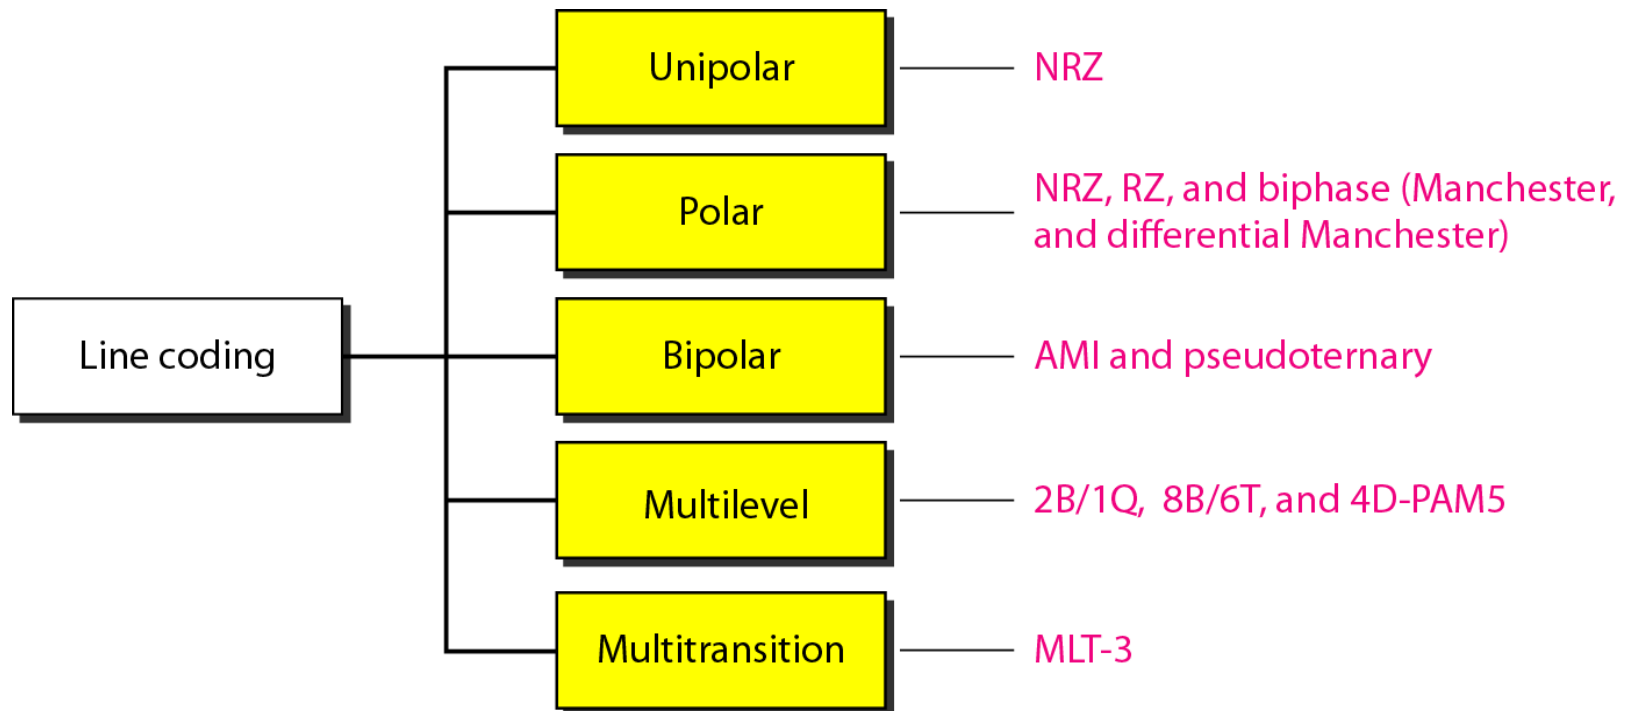 Unipolar
NRZ
Polar
NRZ, RZ, and biphase (Manchester,
and differential Manchester)
Line coding
Bipolar
AMI and pseudoternary
Multilevel
2B/1Q,  8B/6T, and 4D-PAM5
Multitransition
MLT-3